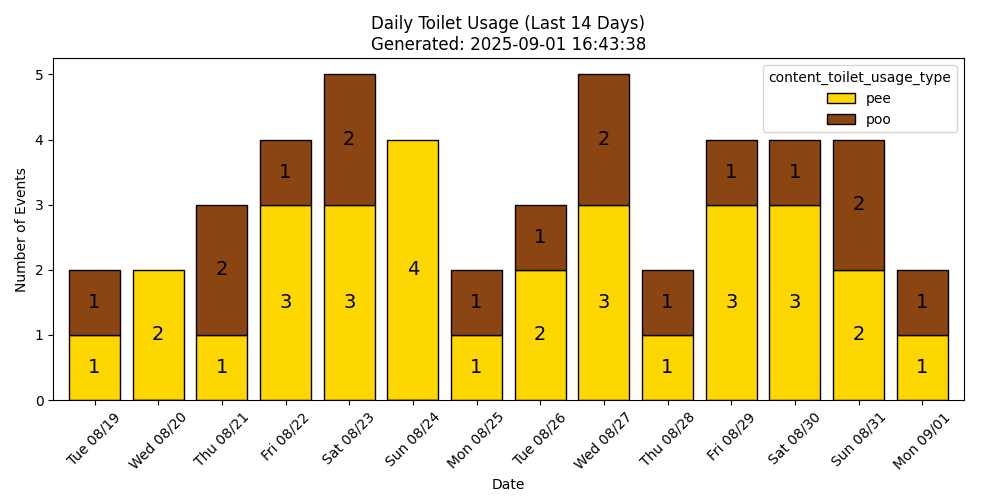 Daily Toilet Usage (Last 14 Days)
Generated: 2025-09-01 16:43:38
content_toilet_usage_type
pee
poo
Number of Events
5
4
3
2
1
0
1
1
2
2
1
1
3
2
3
4
1
1
1
2
2
3
1
1
1
3
1
3
2
2
1
1
Tue 08/19
Wed 08/20
Thu 08/21
Fri 08/22
Sat 08/23
Sun 08/24
Mon 08/25
Tue 08/26
Wed 08/27
Thu 08/28
Fri 08/29
Sat 08/30
Sun 08/31
Mon 09/01
Date